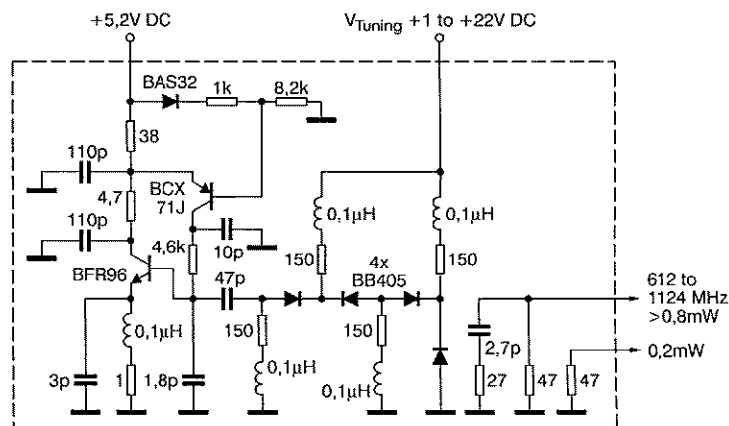 +5,2V DC
VTuning +1 to +22V DC
BAS32
1k
8,2k
38
110p
BCX
71J
4,7
0,1µH
0,1µH
110p
4,6k
10p
150
4x
BB405
150
BFR96
47p
612 to
1124 MHz
>0,8mW
0,1µH
150
150
2,7p
0,2mW
3p
1
1,8p
0,1µH
0,1µH
27
47
47